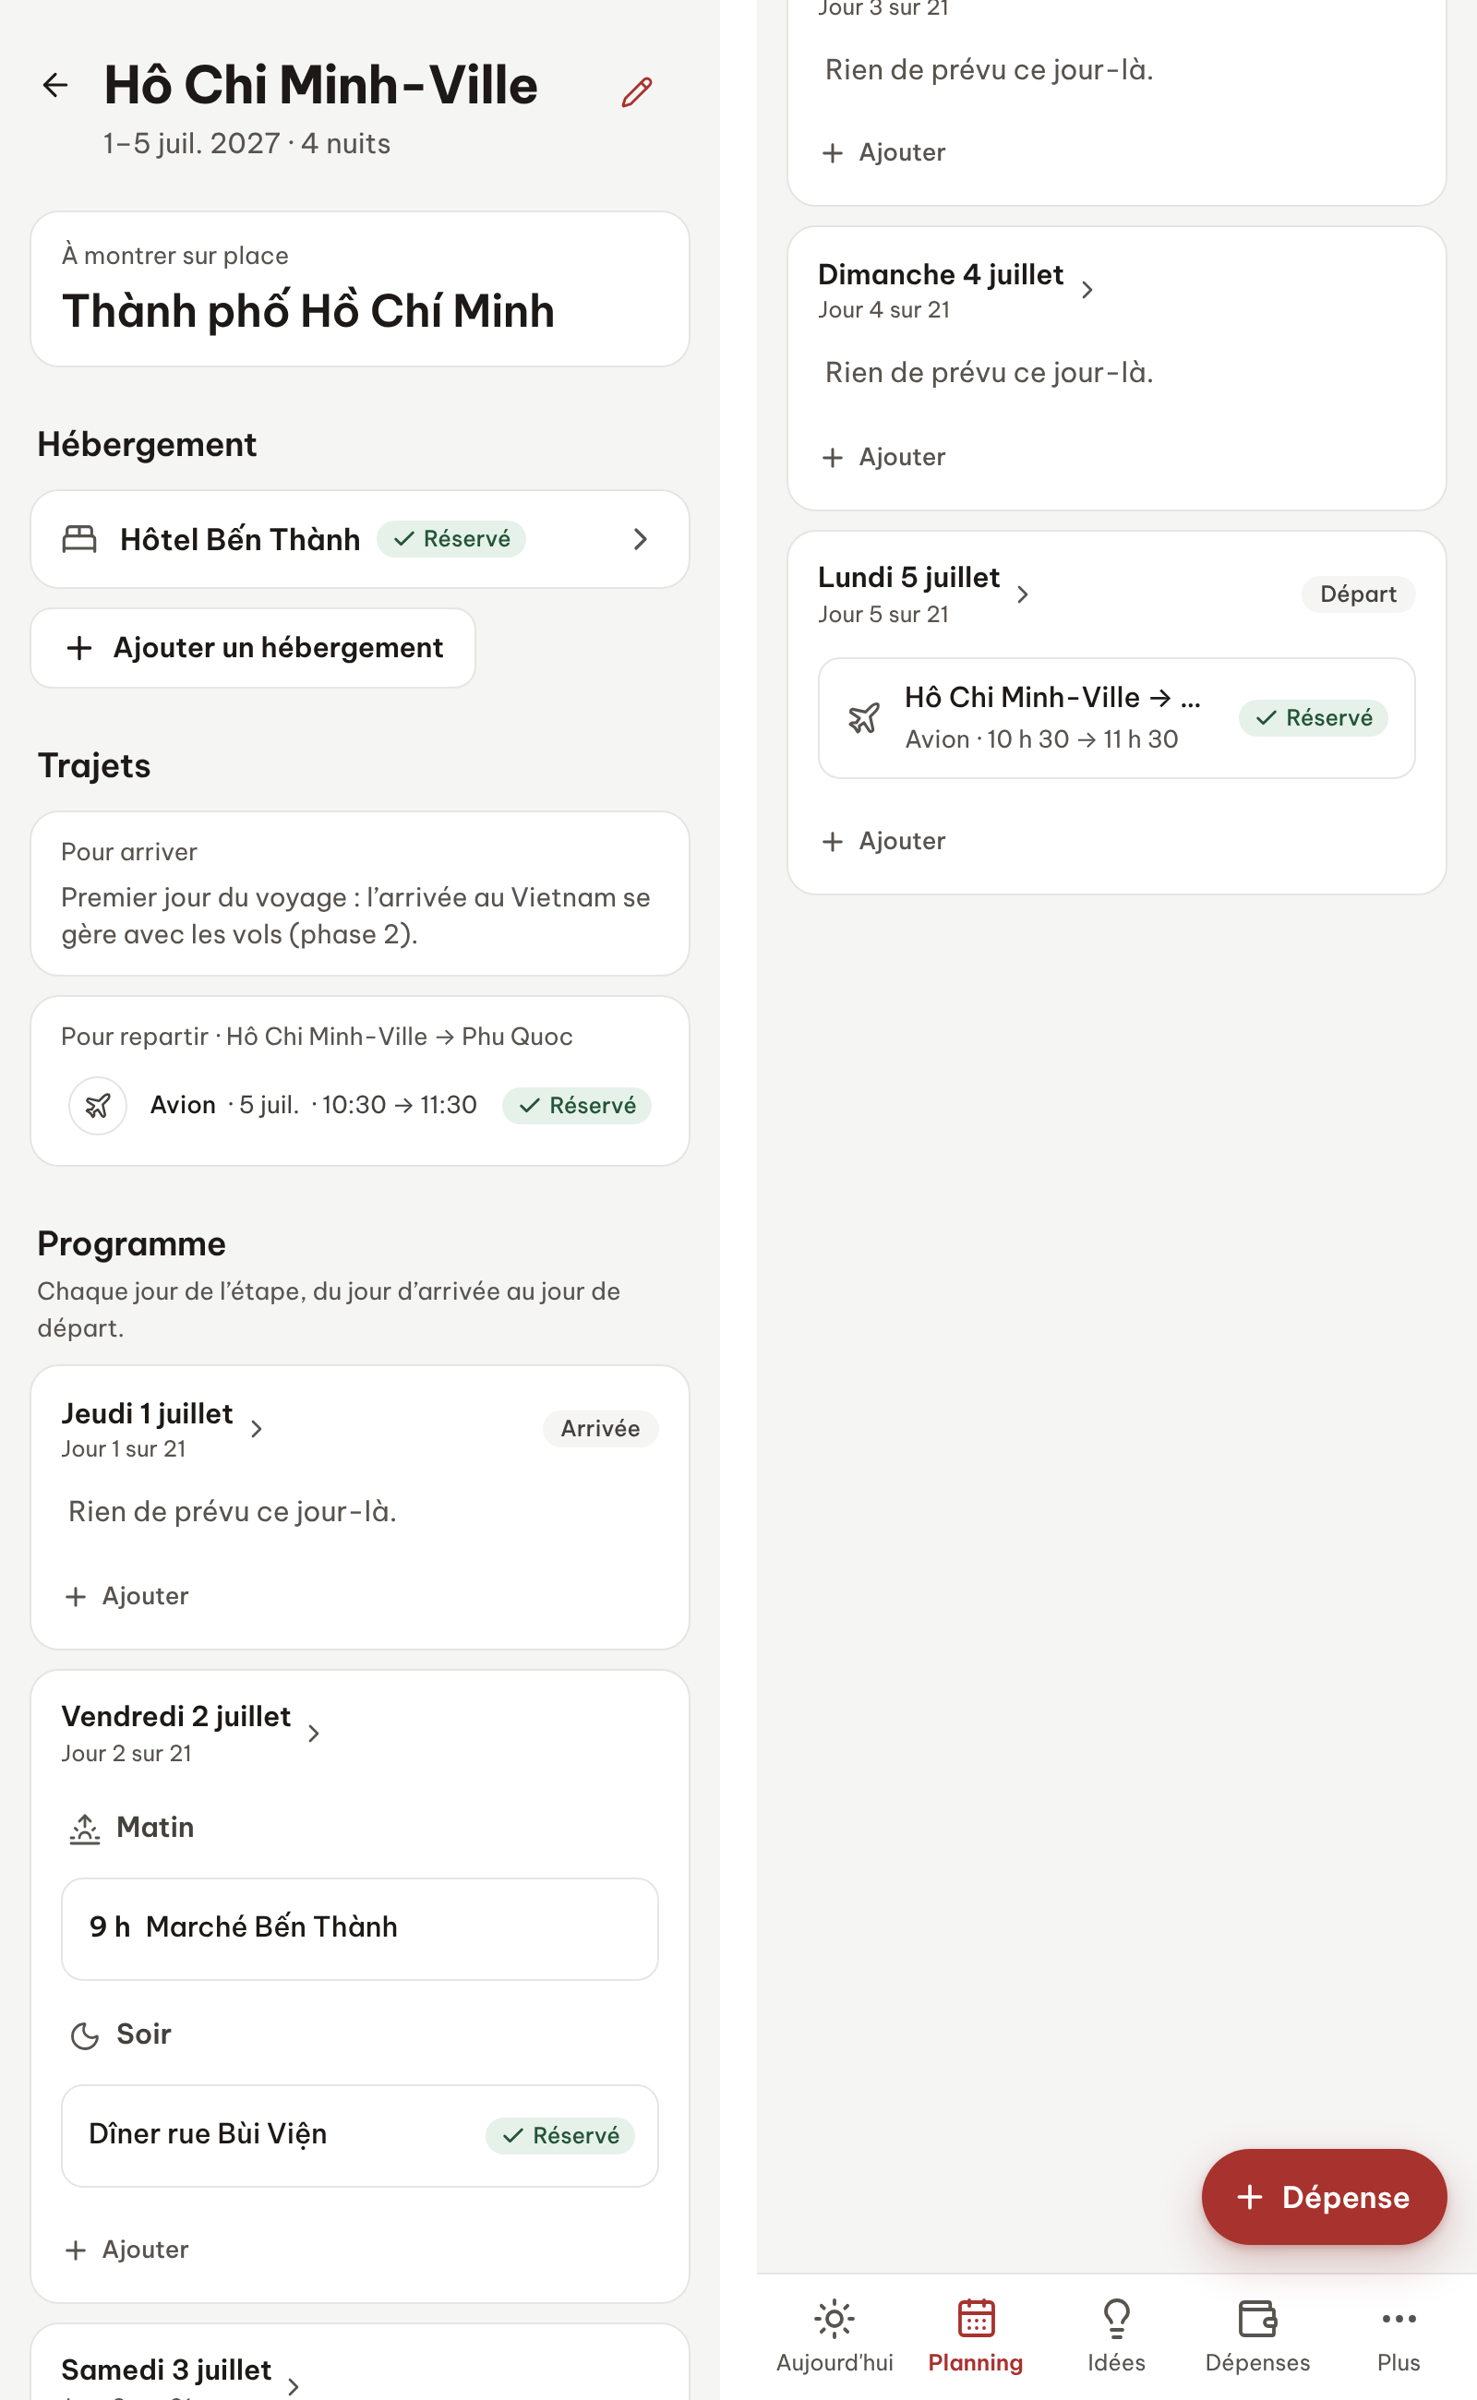 Hô Chi Minh-Ville
1–5 juil. 2027 · 4 nuits
À montrer sur place
Thành phố Hồ Chí Minh
Hébergement
Hôtel Bến Thành Réservé
Ajouter un hébergement
Trajets
Pour arriver
Premier jour du voyage : l’arrivée au Vietnam se
gère avec les vols (phase 2).
Pour repartir · Hô Chi Minh-Ville → Phu Quoc
Avion · 5 juil. · 10:30 → 11:30 Réservé
Programme
Chaque jour de l’étape, du jour d’arrivée au jour de
départ.
Jeudi 1 juillet
Arrivée
Jour 1 sur 21
Rien de prévu ce jour-là.
+ Ajouter
Vendredi 2 juillet
Jour 2 sur 21
Matin
9 h Marché Bến Thành
Soir
Dîner rue Bùi Viện Réservé
+ Ajouter
Samedi 3 juillet
Jour 3 sur 21
Rien de prévu ce jour-là.
+ Ajouter
Dimanche 4 juillet
Jour 4 sur 21
Rien de prévu ce jour-là.
+ Ajouter
Lundi 5 juillet
Départ
Jour 5 sur 21
Hô Chi Minh-Ville → ...
Réservé
Avion · 10 h 30 → 11 h 30
+ Ajouter
+ Dépense
Aujourd'hui Planning Idées Dépenses Plus